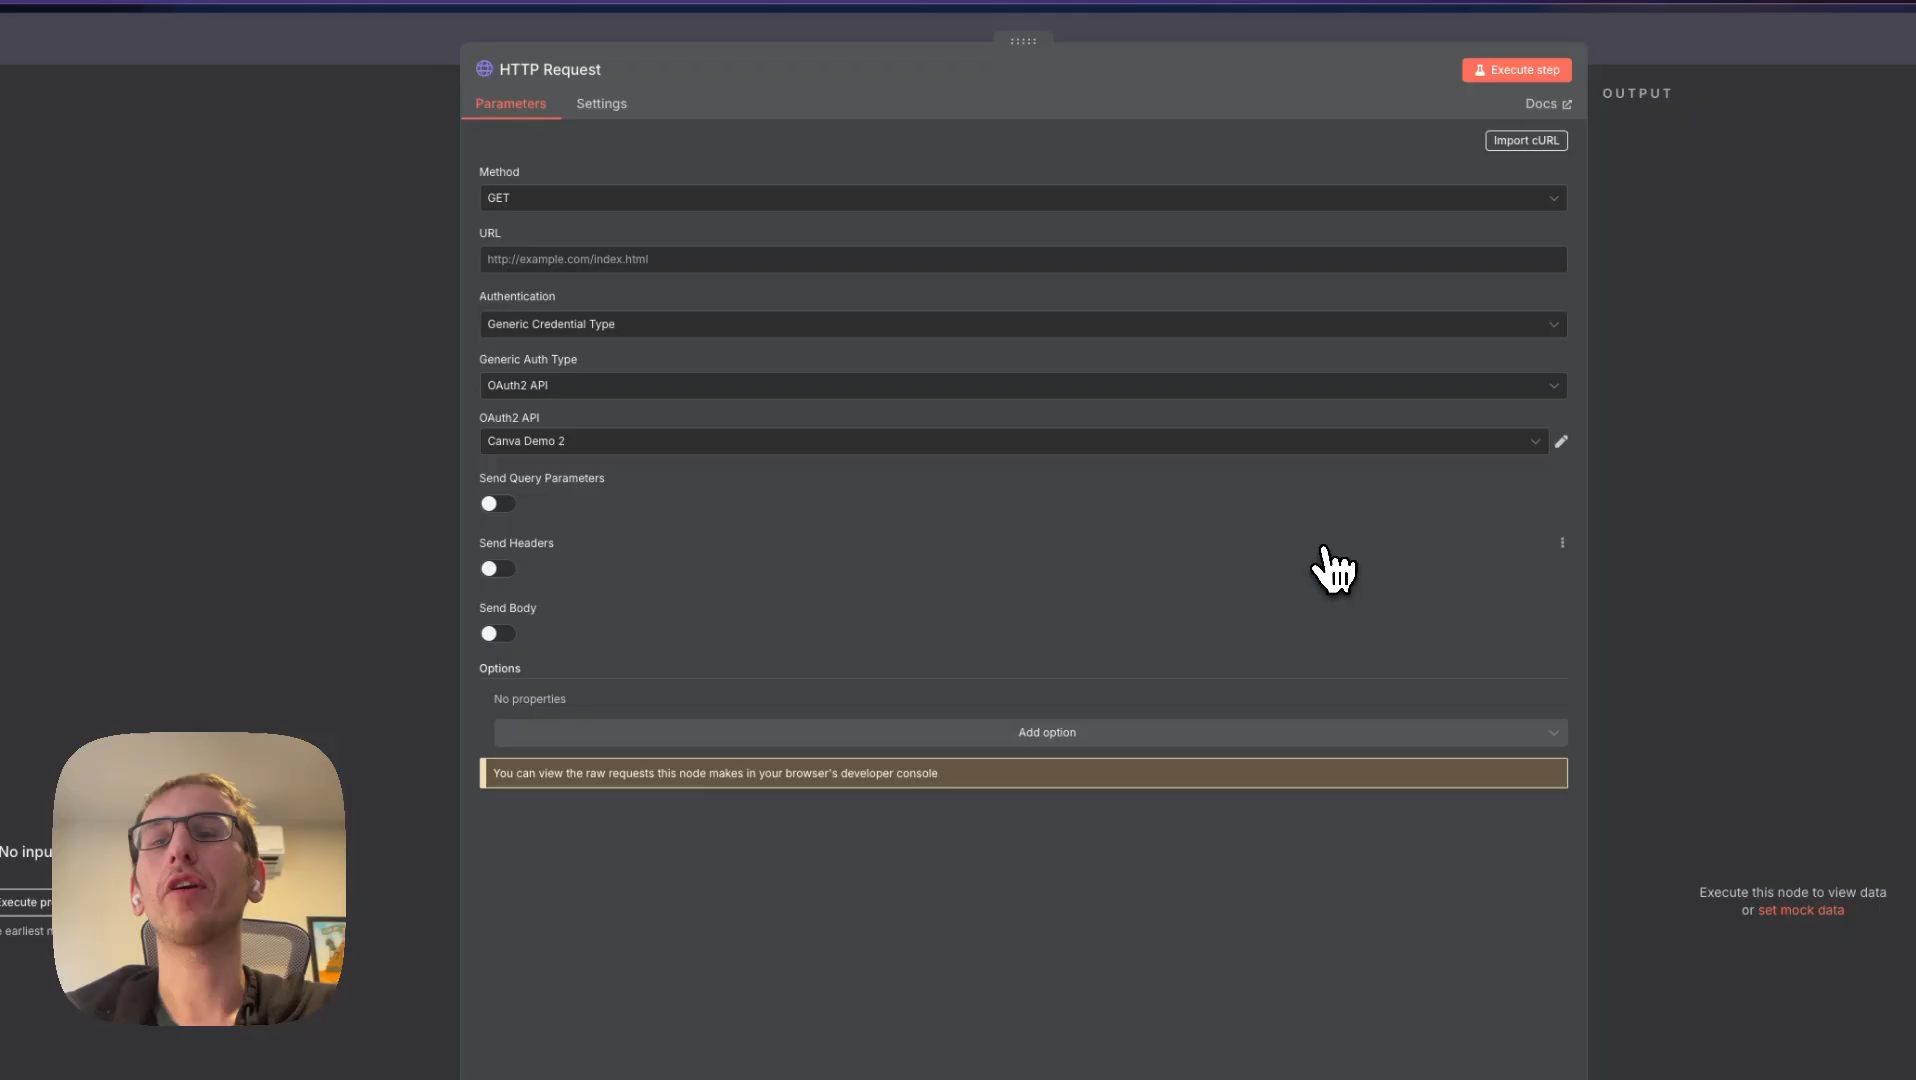 HTTP Request
Execute step
Parameters
Settings
Docs
OUTPUT
Import cURL
Method
GET
URL
http://example.com/index.html
Authentication
Generic Credential Type
Generic Auth Type
OAuth2 API
OAuth2 API
Canva Demo 2
Send Query Parameters
Send Headers
Send Body
Options
No properties
Add option
You can view the raw requests this node makes in your browser's developer console
No inpu
Execute pr
earliest n
Execute this node to view data
or set mock data